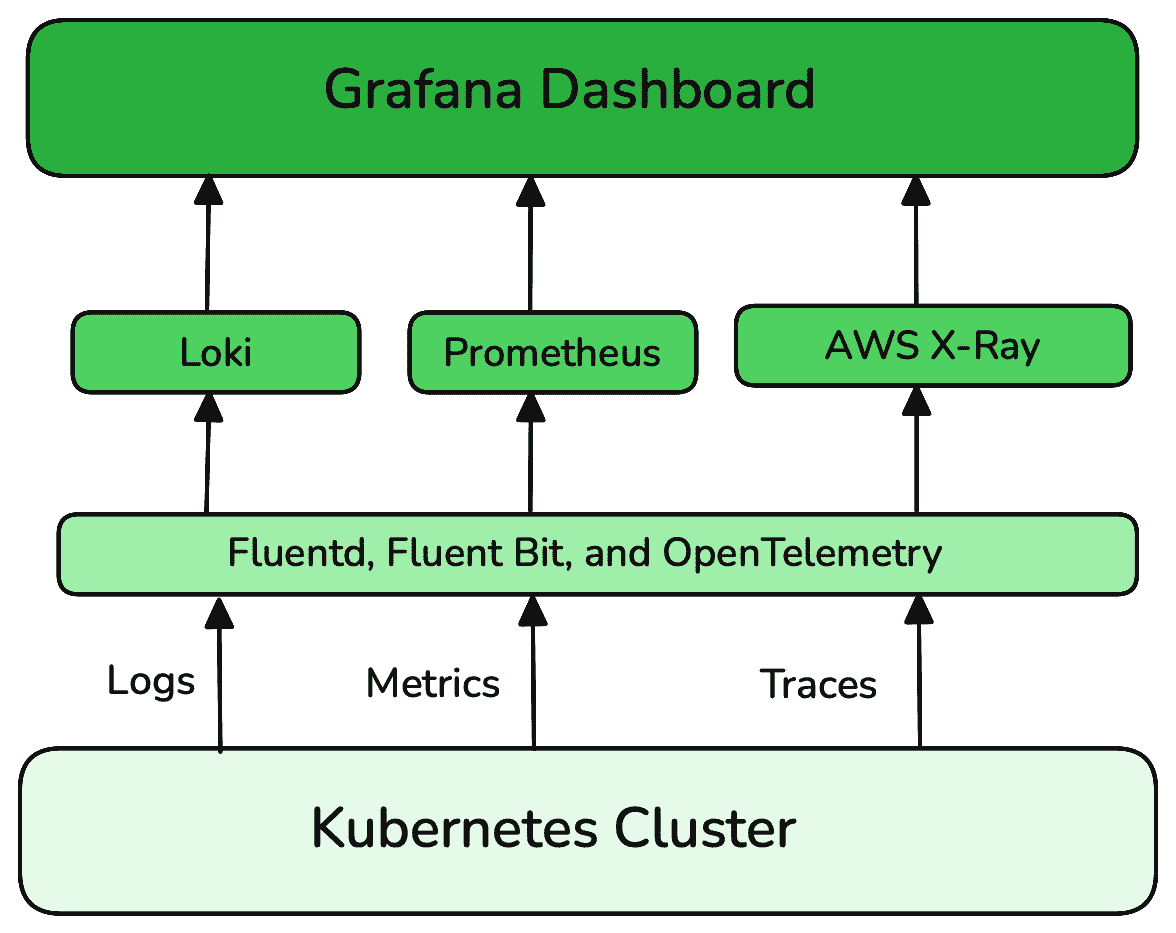 Grafana Dashboard
Loki
Prometheus
AWS X-Ray
Fluentd, Fluent Bit, and OpenTelemetry
Logs
Metrics
Traces
Kubernetes Cluster